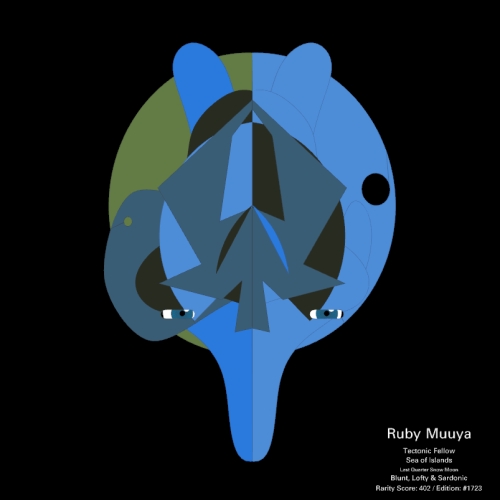 Ruby Muuya
Tectonic Fellow
Sea of Islands
Last Quarter Snow Moon
Blunt, Lofty & Sardonic
Rarity Score: 402 / Edition: #1723